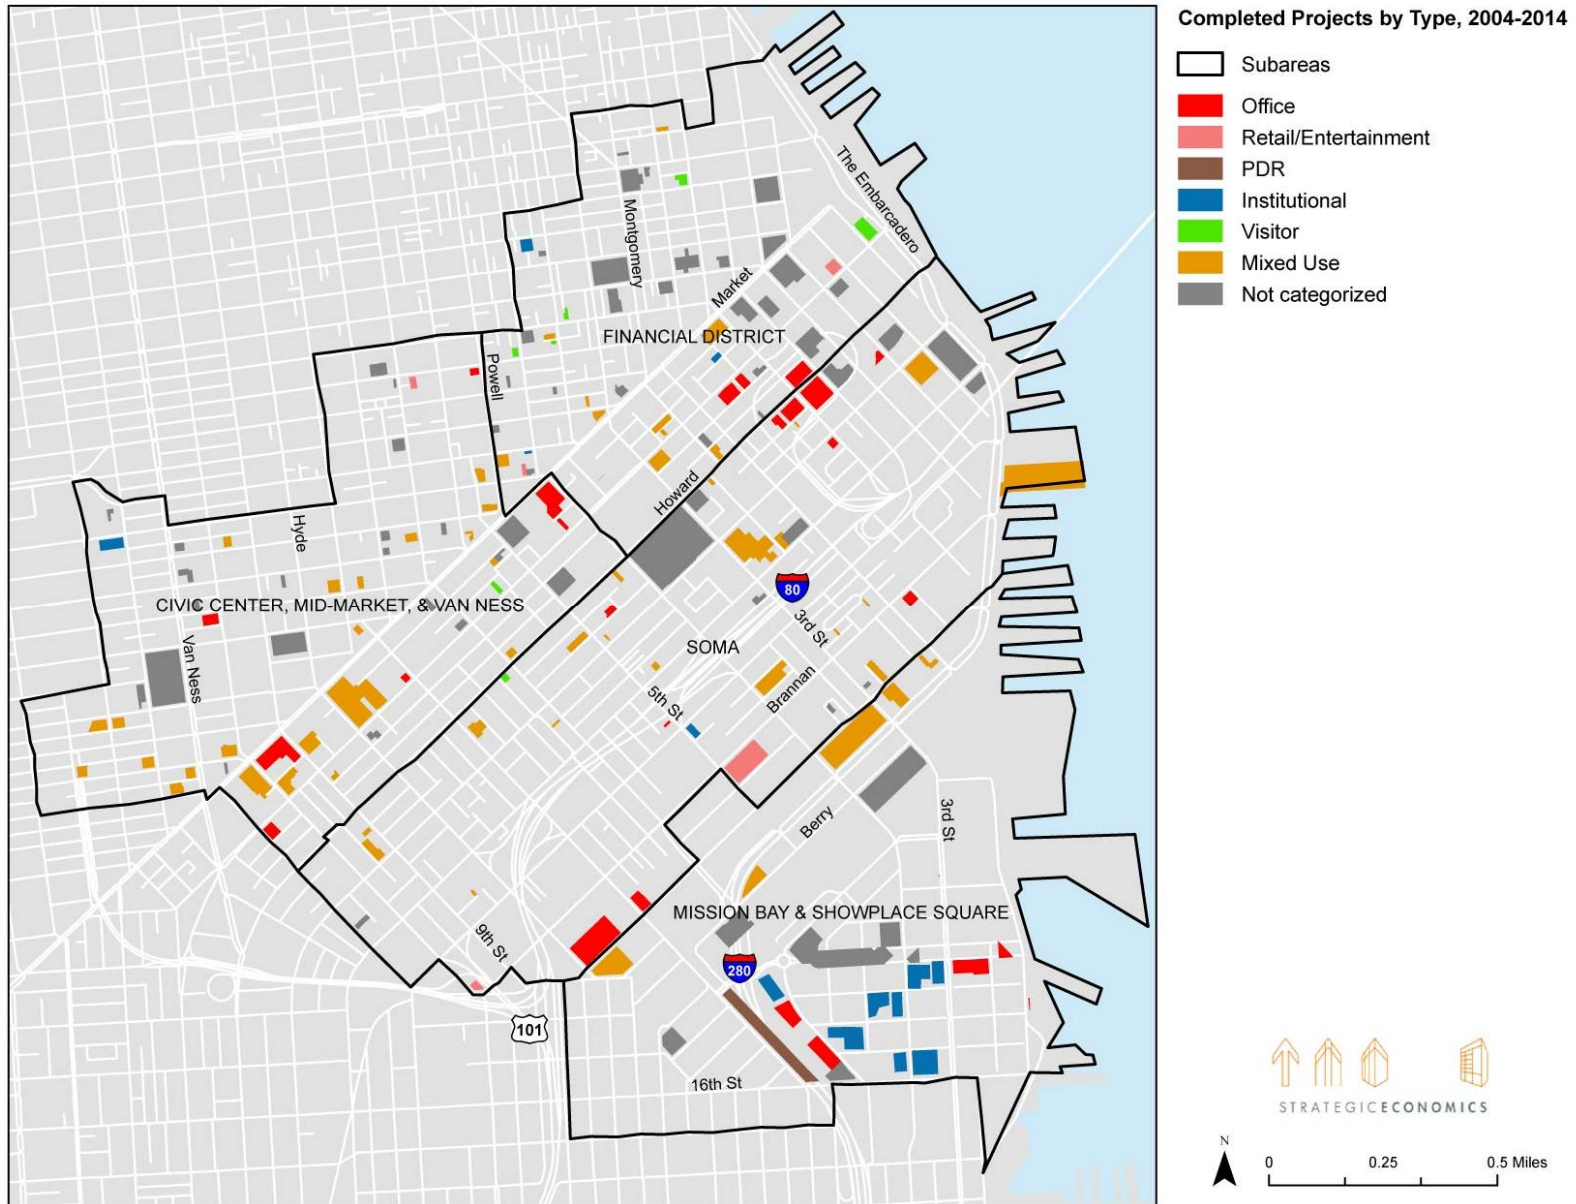 Completed Projects by Type, 2004-2014
Subareas
Office
Retail/Entertainment
PDR
Institutional
Visitor
Mixed Use
Not categorized
The Embarcadero
Montgomery
Market
FINANCIAL DISTRICT
Powell
Howard
Hyde
CIVIC CENTER, MID-MARKET, & VAN NESS
80
3rd St
SOMA
Van Ness
5th St
Brannan
Berry
3rd St
MISSION BAY & SHOWPLACE SQUARE
9th St
280
101
16th St
STRATEGICECONOMICS
N
0 0.25 0.5 Miles